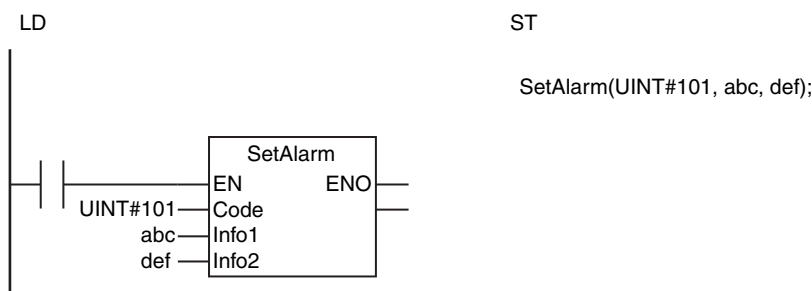 LD
ST
SetAlarm(UINT#101, abc, def);
SetAlarm
EN ENO
UINT#101 Code
abc Info1
def Info2